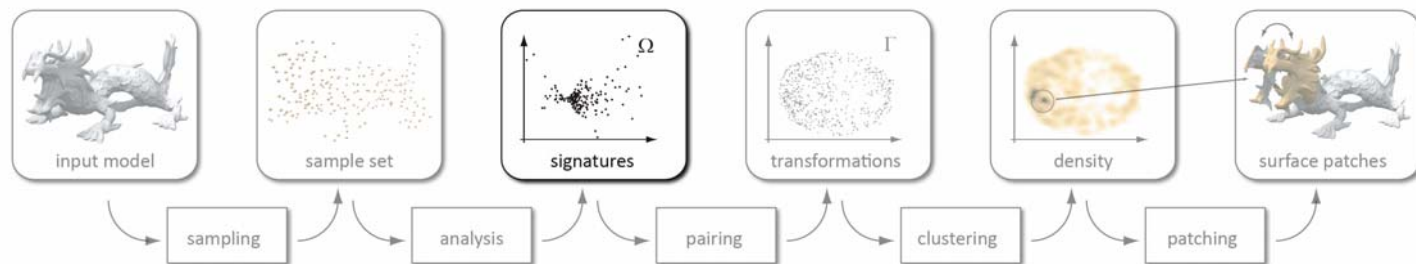 Ω
Γ
input model
sample set
signatures
transformations
density
surface patches
sampling
analysis
pairing
clustering
patching